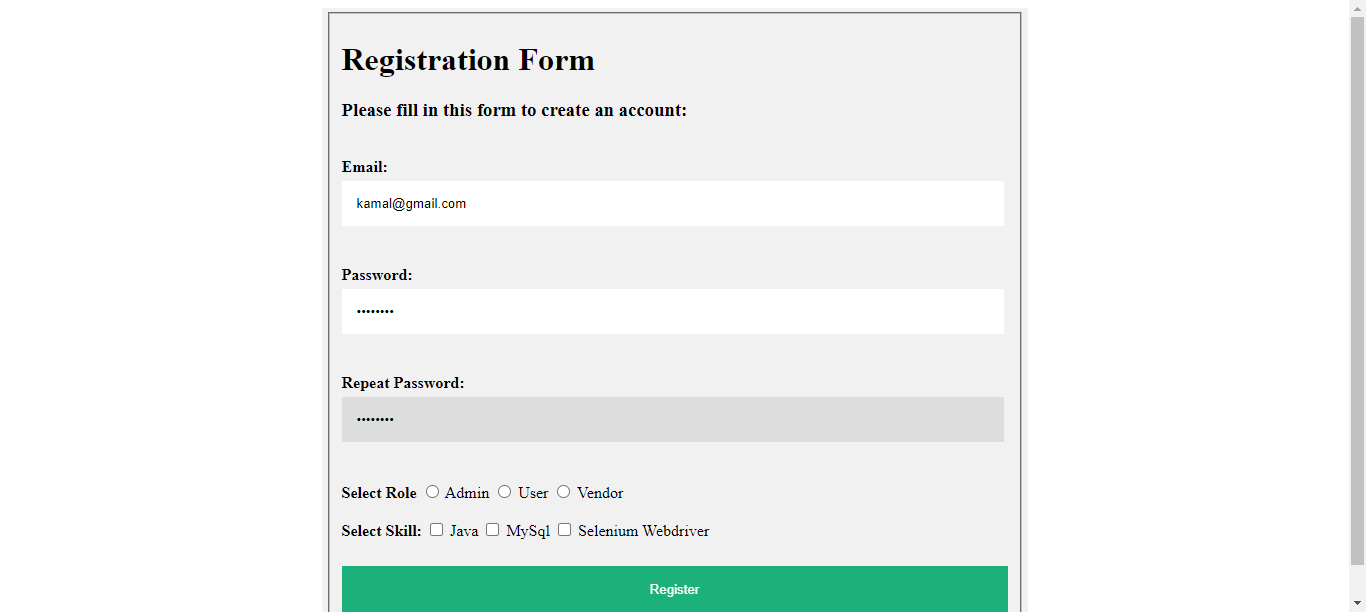 Registration Form
Please fill in this form to create an account:
Email:
kamal@gmail.com
Password:
••••••••
Repeat Password:
••••••••
Select Role Admin User Vendor
Select Skill: Java MySql Selenium Webdriver
Register